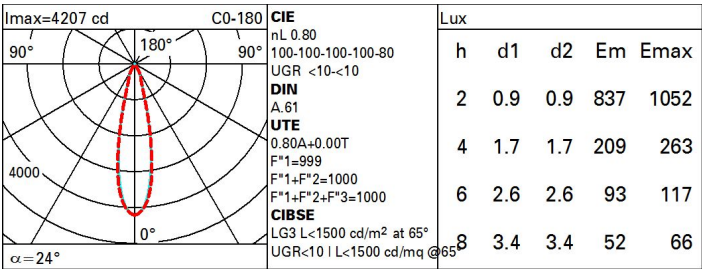 Imax=4207 cd C0-180
90° 180° 90°
4000
0°
α=24°
CIE
nL 0.80
100-100-100-100-80
UGR <10-<10
DIN
A.61
UTE
0.80A+0.00T
F"1=999
F"1+F"2=1000
F"1+F"2+F"3=1000
CIBSE
LG3 L<1500 cd/m² at 65°
UGR<10 | L<1500 cd/mq @65°
Lux
h d1 d2 Em Emax
2 0.9 0.9 837 1052
4 1.7 1.7 209 263
6 2.6 2.6 93 117
8 3.4 3.4 52 66